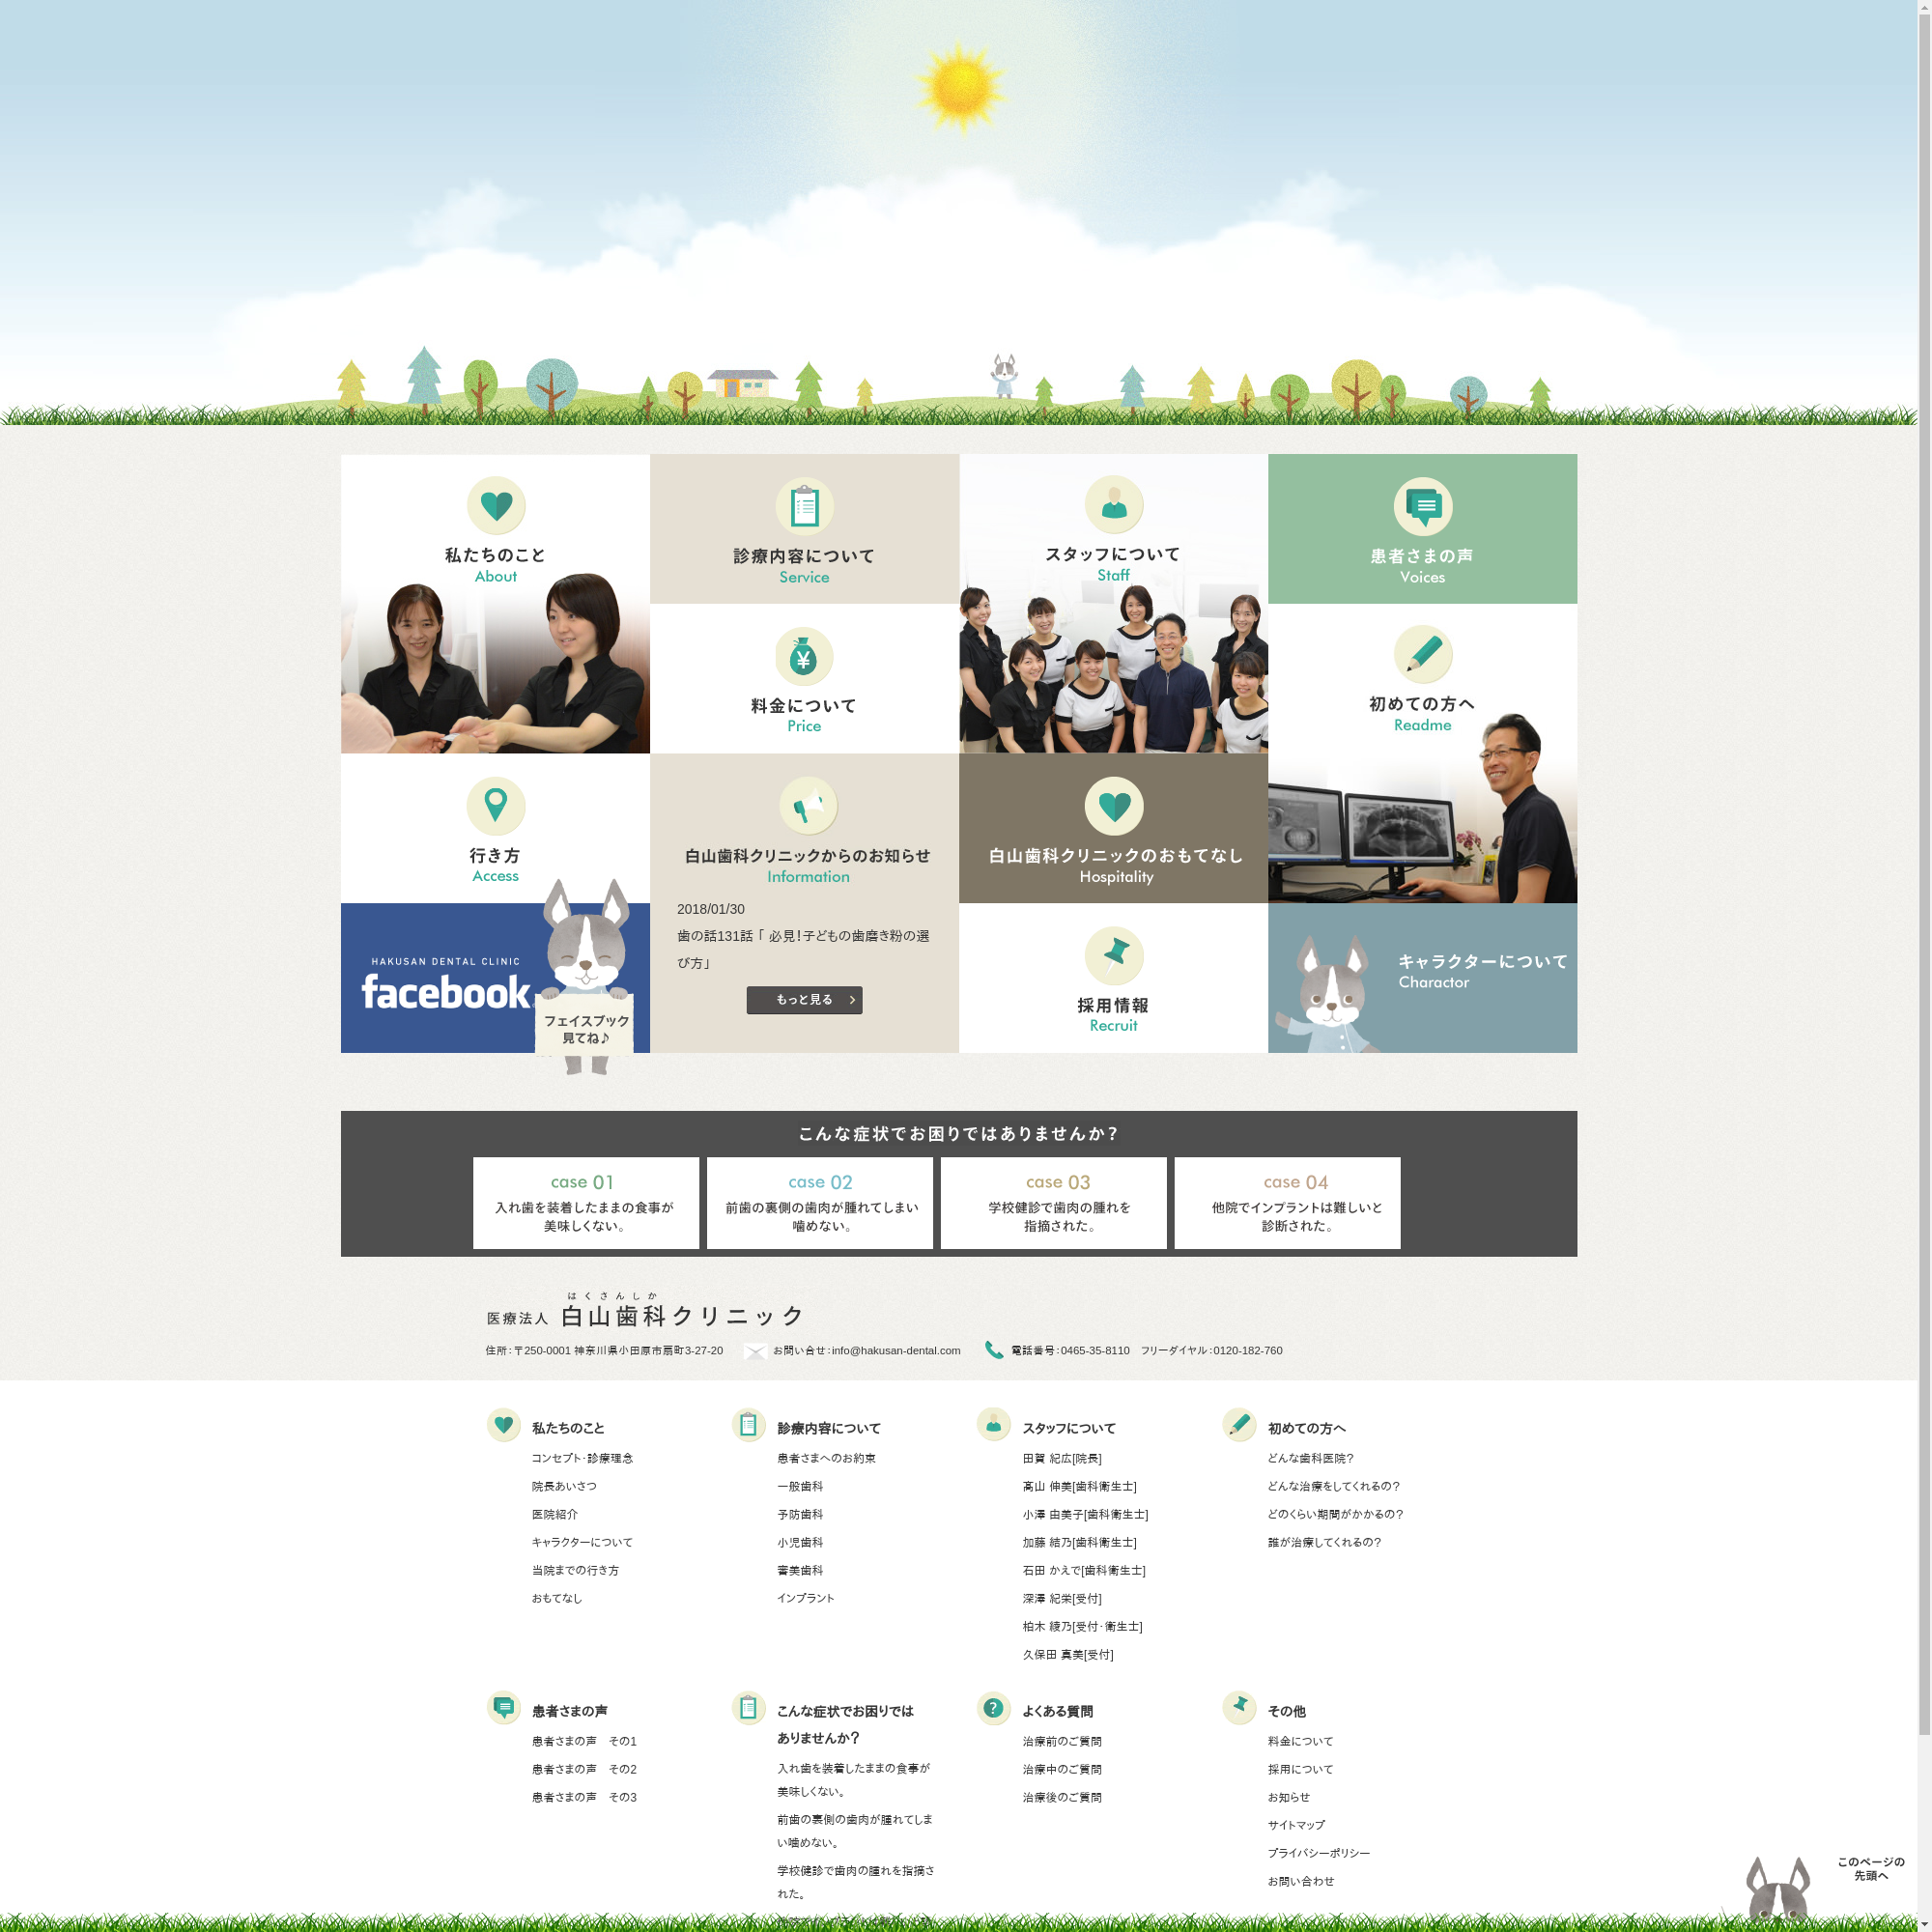 私たちのこと
About
診療内容について
Service
スタッフについて
Staff
患者さまの声
Voices
料金について
Price
初めての方へ
Readme
行き方
Access
白山歯科クリニックからのお知らせ
Information
2018/01/30
歯の話131話「 必見!子どもの歯磨き粉の選
び方」
もっと見る
白山歯科クリニックのおもてなし
Hospitality
HAKUSAN DENTAL CLINIC
facebook
フェイスブック
見てね♪
採用情報
Recruit
キャラクターについて
Charactor
こんな症状でお困りではありませんか？
case 01
入れ歯を装着したままの食事が
美味しくない。
case 02
前歯の裏側の歯肉が腫れてしまい
噛めない。
case 03
学校健診で歯肉の腫れを
指摘された。
case 04
他院でインプラントは難しいと
診断された。
はくさんしか
医療法人 白山歯科クリニック
住所：〒250-0001 神奈川県小田原市扇町3-27-20
お問い合せ：info@hakusan-dental.com
電話番号：0465-35-8110　フリーダイヤル：0120-182-760
私たちのこと
コンセプト・診療理念
院長あいさつ
医院紹介
キャラクターについて
当院までの行き方
おもてなし
診療内容について
患者さまへのお約束
一般歯科
予防歯科
小児歯科
審美歯科
インプラント
スタッフについて
田賀 紀広[院長]
髙山 伸美[歯科衛生士]
小澤 由美子[歯科衛生士]
加藤 結乃[歯科衛生士]
石田 かえで[歯科衛生士]
深澤 紀栄[受付]
柏木 綾乃[受付・衛生士]
久保田 真美[受付]
初めての方へ
どんな歯科医院？
どんな治療をしてくれるの？
どのくらい期間がかかるの？
誰が治療してくれるの？
患者さまの声
患者さまの声　その1
患者さまの声　その2
患者さまの声　その3
こんな症状でお困りでは
ありませんか？
入れ歯を装着したままの食事が
美味しくない。
前歯の裏側の歯肉が腫れてしま
い噛めない。
学校健診で歯肉の腫れを指摘さ
れた。
よくある質問
治療前のご質問
治療中のご質問
治療後のご質問
その他
料金について
採用について
お知らせ
サイトマップ
プライバシーポリシー
お問い合わせ
このページの
先頭へ